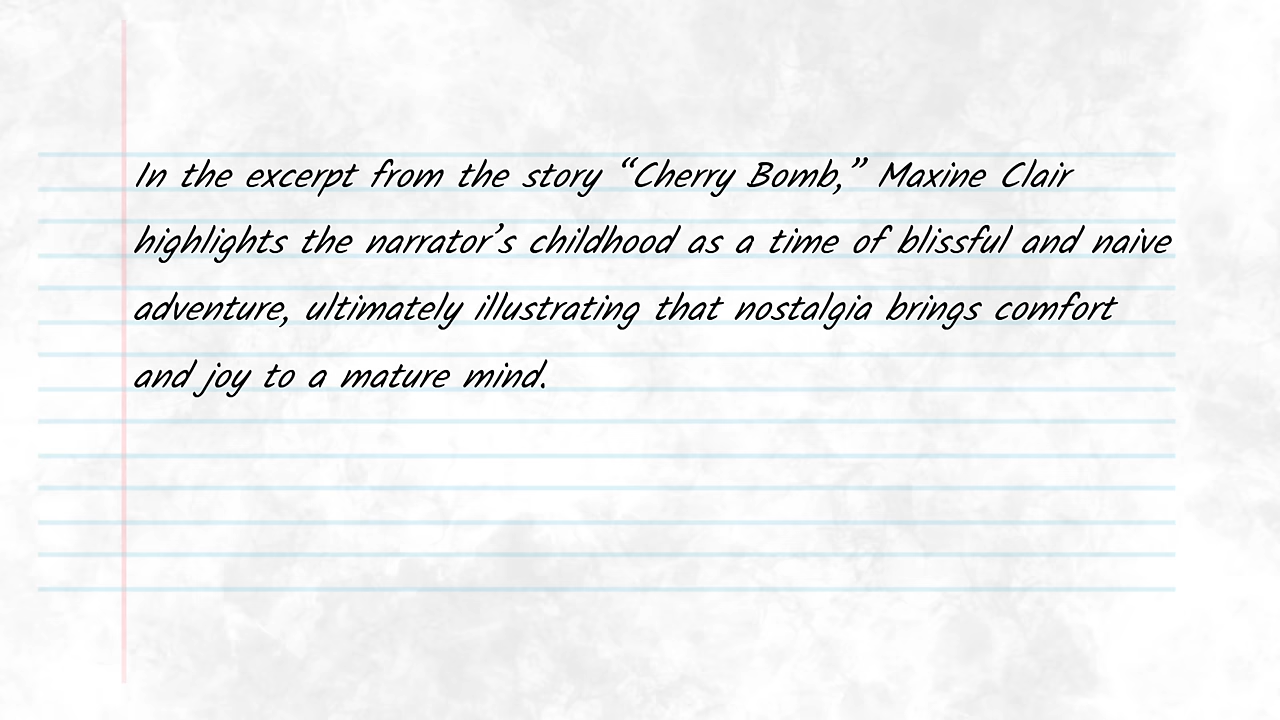 In the excerpt from the story “Cherry Bomb,” Maxine Clair
highlights the narrator’s childhood as a time of blissful and naive
adventure, ultimately illustrating that nostalgia brings comfort
and joy to a mature mind.